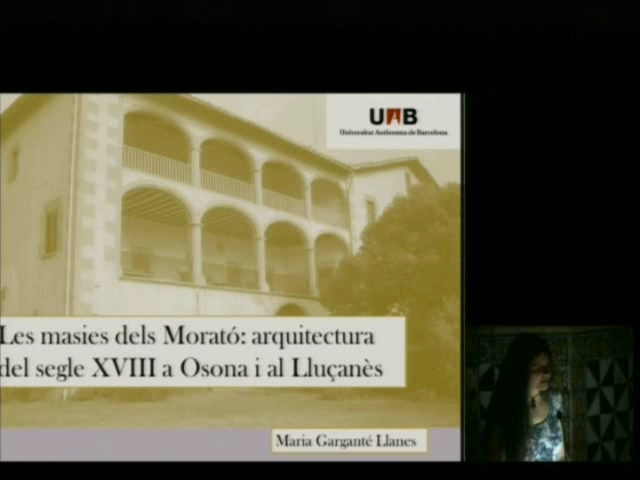 UAB
Universitat Autònoma de Barcelona
Les masies dels Morató: arquitectura
del segle XVIII a Osona i al Lluçanès
Maria Garganté Llanes